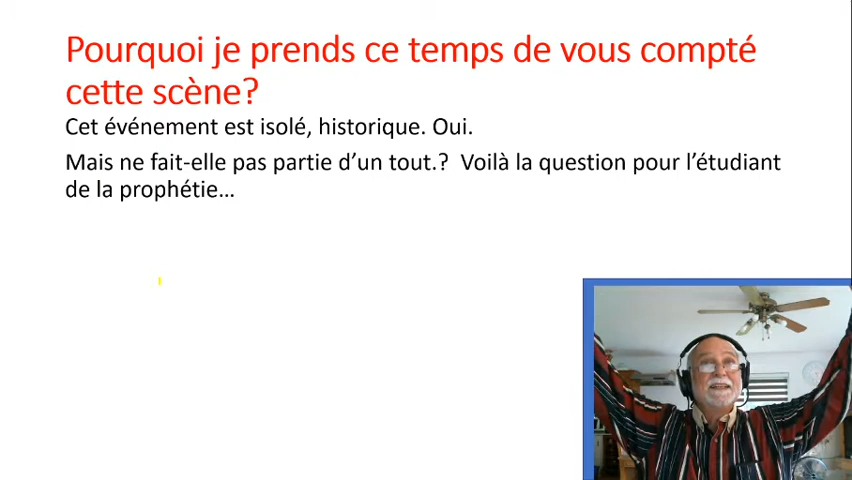 Pourquoi je prends ce temps de vous compté
cette scène?
Cet événement est isolé, historique. Oui.
Mais ne fait-elle pas partie d’un tout.? Voilà la question pour l’étudiant
de la prophétie…